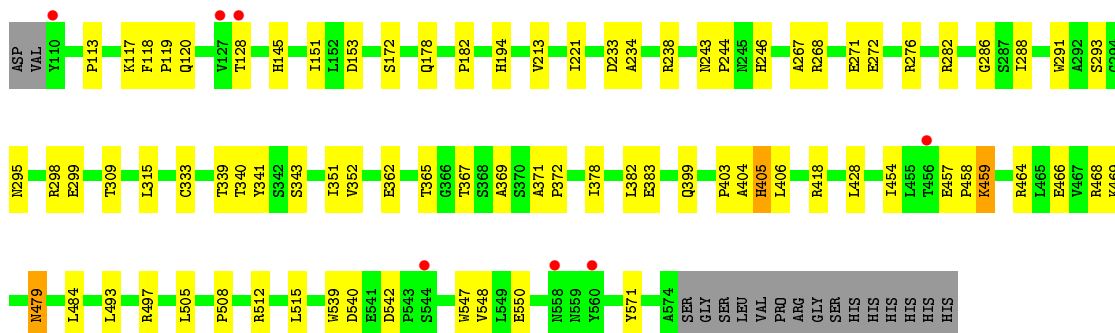 ASP VAL Y110 P113 K117 F118 P119 Q120 V127 T128 H145 I151 L152 D153 S172 Q178 P182 H194 V213 I221 D233 A234 R238 N243 P244 N245 H246 A267 R268 E271 E272 R276 R282 G286 S287 I288 W291 A292 S293 G294
N295 R298 E299 T309 L315 C333 T339 T340 Y341 S342 S343 I351 V352 E362 T365 G366 T367 S368 A369 S370 A371 P372 I378 L382 E383 Q399 P403 A404 H405 L406 R418 L428 I454 L455 T456 E457 P458 K459 R464 L465 E466 V467 R468 K469
N479 L484 L493 R497 L505 P508 R512 L515 W539 D540 E541 D542 P543 S544 W547 V548 L549 E550 N558 N559 Y560 Y571 A574 SER GLY SER LEU VAL PRO ARG GLY SER HIS HIS HIS HIS HIS HIS